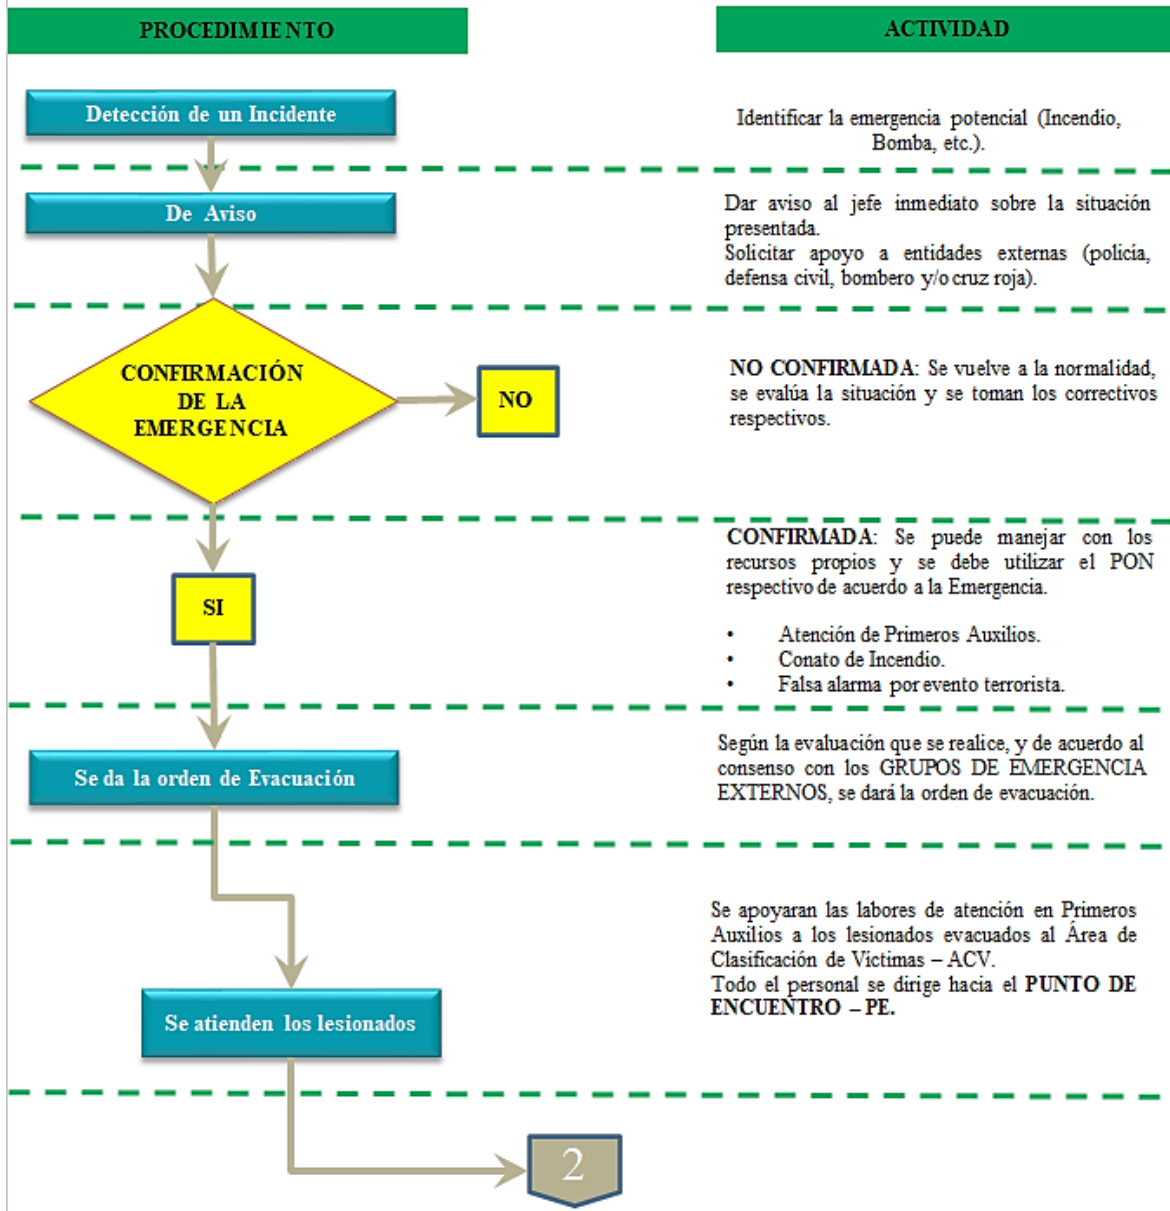 PROCEDIMIENTO
ACTIVIDAD
Detección de un Incidente
Identificar la emergencia potencial (Incendio,
Bomba, etc.).
De Aviso
Dar aviso al jefe inmediato sobre la situación
presentada.
Solicitar apoyo a entidades externas (policía,
defensa civil, bombero y/o cruz roja).
CONFIRMACIÓN
DE LA
EMERGENCIA
NO
NO CONFIRMADA: Se vuelve a la normalidad,
se evalúa la situación y se toman los correctivos
respectivos.
SI
CONFIRMADA: Se puede manejar con los
recursos propios y se debe utilizar el PON
respectivo de acuerdo a la Emergencia.
• Atención de Primeros Auxilios.
• Conato de Incendio.
• Falsa alarma por evento terrorista.
Se da la orden de Evacuación
Según la evaluación que se realice, y de acuerdo al
consenso con los GRUPOS DE EMERGENCIA
EXTERNOS, se dará la orden de evacuación.
Se atienden los lesionados
Se apoyaran las labores de atención en Primeros
Auxilios a los lesionados evacuados al Área de
Clasificación de Victimas – ACV.
Todo el personal se dirige hacia el PUNTO DE
ENCUENTRO – PE.
2